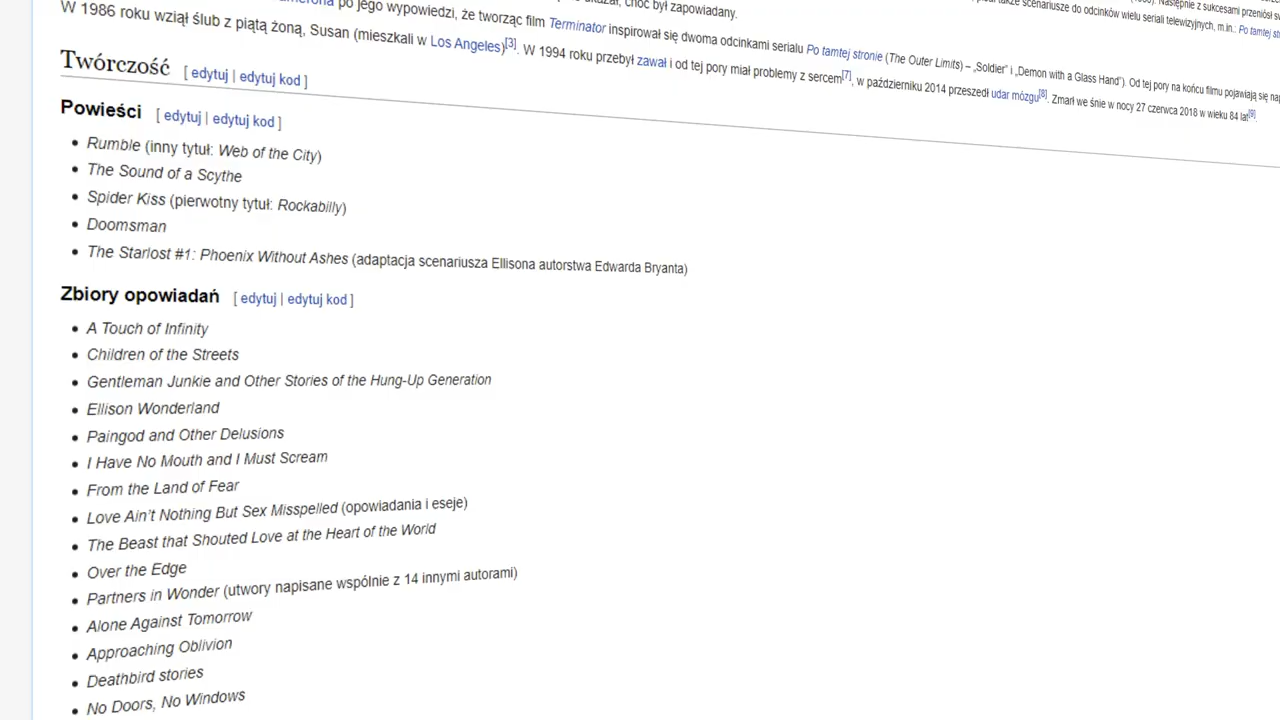 po jego wypowiedzi, że tworząc film Terminator inspirował się dwoma odcinkami serialu Po tamtej stronie (The Outer Limits) – „Soldier” i „Demon with a Glass Hand”). Od tej pory na końcu filmu pojawiają się
W 1986 roku wziął ślub z piątą żoną, Susan (mieszkali w Los Angeles)[3]. W 1994 roku przebył zawał i od tej pory miał problemy z sercem[7], w październiku 2014 przeszedł udar mózgu[8]. Zmarł we śnie w nocy 27 czerwca 2018 w wieku 84 lat[9].
Twórczość [ edytuj | edytuj kod ]
Powieści [ edytuj | edytuj kod ]
Rumble (inny tytuł: Web of the City)
The Sound of a Scythe
Spider Kiss (pierwotny tytuł: Rockabilly)
Doomsman
The Starlost #1: Phoenix Without Ashes (adaptacja scenariusza Ellisona autorstwa Edwarda Bryanta)
Zbiory opowiadań [ edytuj | edytuj kod ]
A Touch of Infinity
Children of the Streets
Gentleman Junkie and Other Stories of the Hung-Up Generation
Ellison Wonderland
Paingod and Other Delusions
I Have No Mouth and I Must Scream
From the Land of Fear
Love Ain't Nothing But Sex Misspelled (opowiadania i eseje)
The Beast that Shouted Love at the Heart of the World
Over the Edge
Partners in Wonder (utwory napisane wspólnie z 14 innymi autorami)
Alone Against Tomorrow
Approaching Oblivion
Deathbird stories
No Doors, No Windows